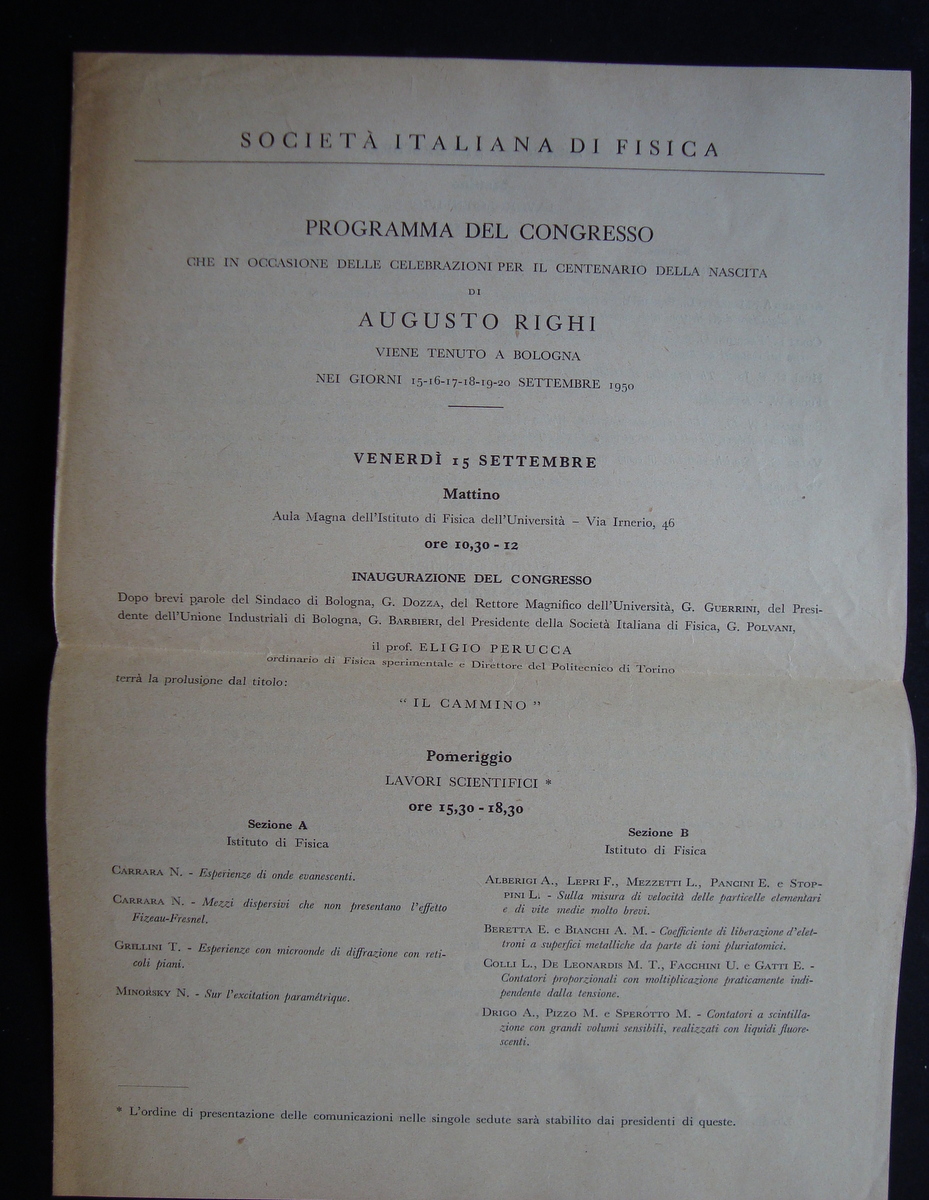 SOCIETÀ ITALIANA DI FISICA
PROGRAMMA DEL CONGRESSO
CHE IN OCCASIONE DELLE CELEBRAZIONI PER IL CENTENARIO DELLA NASCITA
DI
AUGUSTO RIGHI
VIENE TENUTO A BOLOGNA
NEI GIORNI 15-16-17-18-19-20 SETTEMBRE 1950
VENERDÌ 15 SETTEMBRE
Mattino
Aula Magna dell'Istituto di Fisica dell'Università – Via Irnerio, 46
ore 10,30 - 12
INAUGURAZIONE DEL CONGRESSO
Dopo brevi parole del Sindaco di Bologna, G. DOZZA, del Rettore Magnifico dell'Università, G. GUERRINI, del Presi-
dente dell'Unione Industriali di Bologna, G. BARBIERI, del Presidente della Società Italiana di Fisica, G. POLVANI,
il prof. ELIGIO PERUCCA
ordinario di Fisica sperimentale e Direttore del Politecnico di Torino
terrà la prolusione dal titolo:
“ IL CAMMINO ”
Pomeriggio
LAVORI SCIENTIFICI *
ore 15,30 - 18,30
Sezione A
Istituto di Fisica
CARRARA N. - Esperienze di onde evanescenti.
CARRARA N. - Mezzi dispersivi che non presentano l'effetto
Fizeau-Fresnel.
GRILLINI T. - Esperienze con microonde di diffrazione con reti-
coli piani.
MINORSKY N. - Sur l'excitation paramétrique.
Sezione B
Istituto di Fisica
ALBERIGI A., LEPRI F., MEZZETTI L., PANCINI E. e STOP-
PINI L. - Sulla misura di velocità delle particelle elementari
e di vite medie molto brevi.
BERETTA E. e BIANCHI A. M. - Coefficiente di liberazione d'elet-
troni a superfici metalliche da parte di ioni pluriatomici.
COLLI L., DE LEONARDIS M. T., FACCHINI U. e GATTI E. -
Contatori proporzionali con moltiplicazione praticamente indi-
pendente dalla tensione.
DRIGO A., PIZZO M. e SPEROTTO M. - Contatori a scintilla-
zione con grandi volumi sensibili, realizzati con liquidi fluore-
scenti.
* L'ordine di presentazione delle comunicazioni nelle singole sedute sarà stabilito dai presidenti di queste.